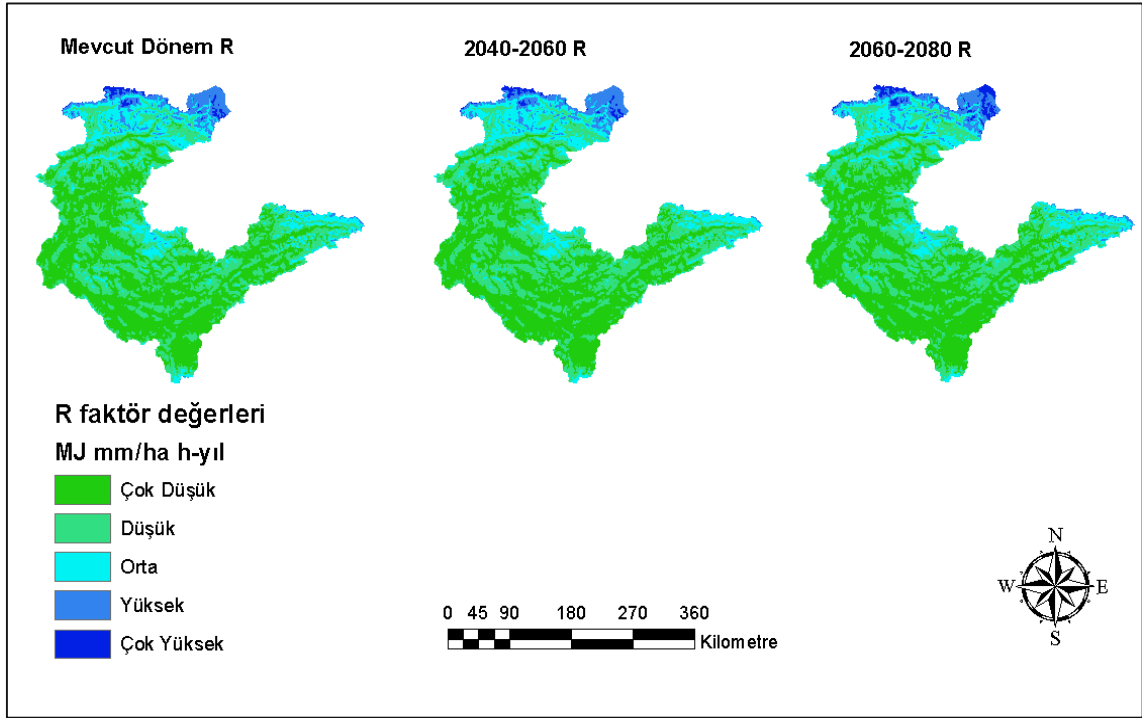 Mevcut Dönem R
2040-2060 R
2060-2080 R
R faktör değerleri
MJ mm/ha h-yıl
Çok Düşük
Düşük
Orta
Yüksek
Çok Yüksek
0 45 90 180 270 360
Kilometre
N
W E
S